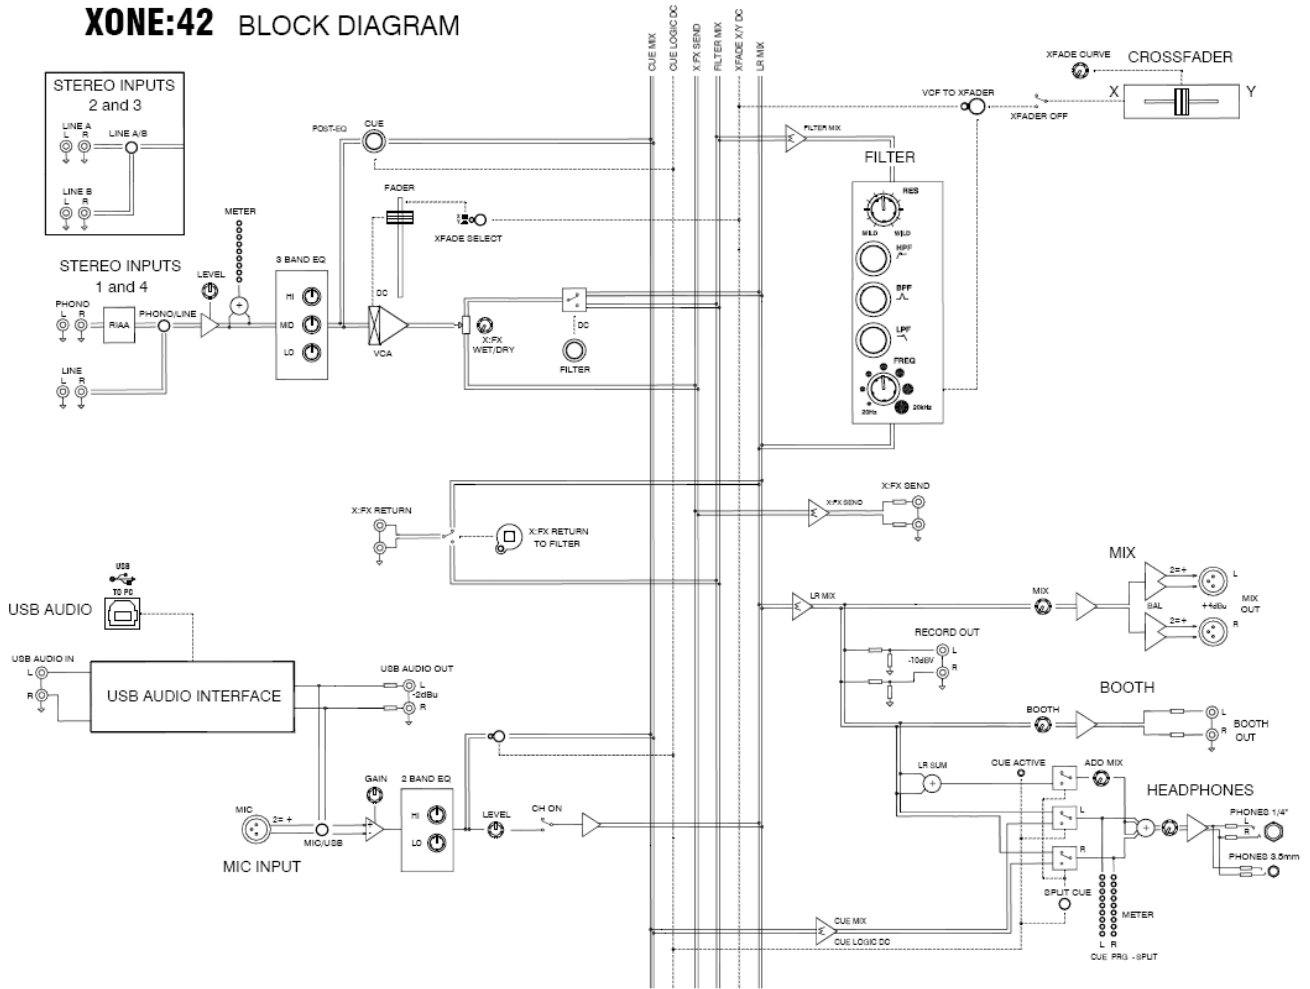 XONE:42 BLOCK DIAGRAM
CUE MIX
CUE LOGIC DC
X:FX SEND
FILTER MIX
XFADE X/Y DC
LR MIX
XFADE CURVE
CROSSFADER
X
Y
VCF TO XFADER
XFADER OFF
STEREO INPUTS
2 and 3
LINE A
L R
LINE A/B
LINE B
L R
POST-EQ
CUE
FILTER MIX
FILTER
RES
MILD WILD
HPF
BPF
LPF
FREQ
20Hz 20kHz
FADER
XFADE SELECT
METER
STEREO INPUTS
1 and 4
LEVEL
3 BAND EQ
HI
MID
LO
PHONO
L R
RIAA
PHONO/LINE
LINE
L R
DC
VCA
X:FX
WET/DRY
DC
FILTER
X:FX RETURN
X:FX RETURN
TO FILTER
X:FX SEND
X:FX SEND
USB
TO PC
USB AUDIO
USB AUDIO IN
L
R
USB AUDIO INTERFACE
USB AUDIO OUT
L
-2dBu
R
LR MIX
MIX
MIX
2=+
L
BAL
+4dBu
MIX
OUT
2=+
R
RECORD OUT
L
-10dBV
R
BOOTH
BOOTH
L
R
BOOTH
OUT
GAIN
2 BAND EQ
HI
LO
MIC
2= +
+
-
MIC/USB
MIC INPUT
LEVEL
CH ON
LR SUM
+
CUE ACTIVE
ADD MIX
HEADPHONES
L
R
+
PHONES 1/4"
L
R
PHONES 3.5mm
SPLIT CUE
METER
L R
CUE PRG - SPLIT
CUE MIX
CUE LOGIC DC